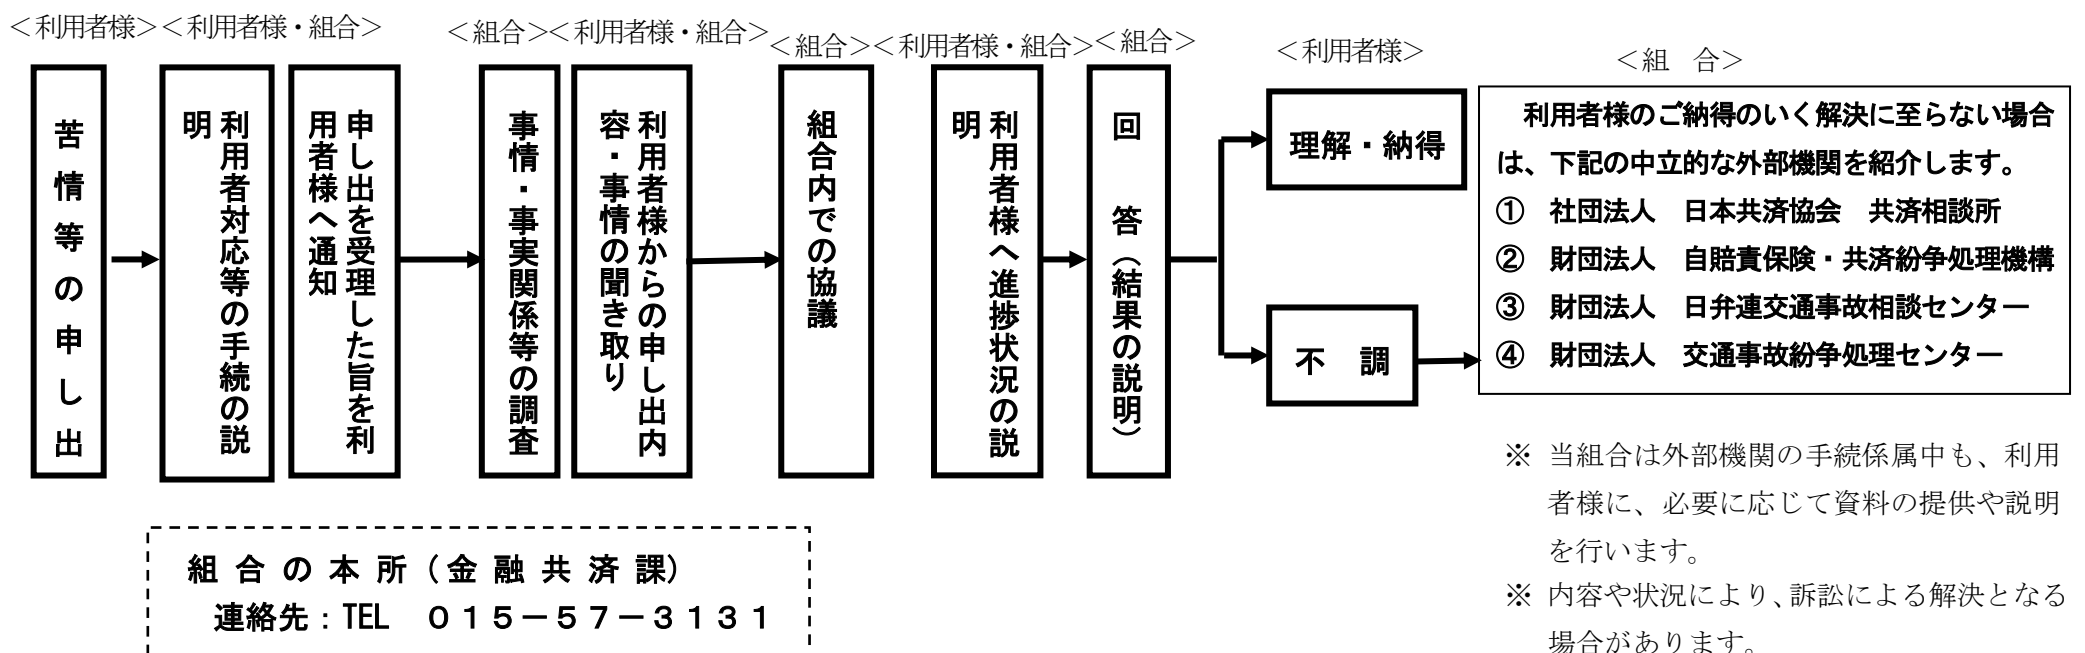 ＜利用者様＞
＜利用者様・組合＞
＜組合＞
＜利用者様・組合＞
＜組合＞
＜利用者様・組合＞
＜組合＞
＜利用者様＞
＜組　合＞
苦情等の申し出
利用者対応等の手続の説
明
申し出を受理した旨を利
用者様へ通知
事情・事実関係等の調査
利用者様からの申し出内
容・事情の聞き取り
組合内での協議
利用者様へ進捗状況の説
明
回　答（結果の説明）
理解・納得
不　調
利用者様のご納得のいく解決に至らない場合
は、下記の中立的な外部機関を紹介します。
①　社団法人　日本共済協会　共済相談所
②　財団法人　自賠責保険・共済紛争処理機構
③　財団法人　日弁連交通事故相談センター
④　財団法人　交通事故紛争処理センター
※ 当組合は外部機関の手続係属中も、利用
者様に、必要に応じて資料の提供や説明
を行います。
※ 内容や状況により、訴訟による解決となる
場合があります。
組合の本所（金融共済課）
連絡先：TEL　０１５－５７－３１３１